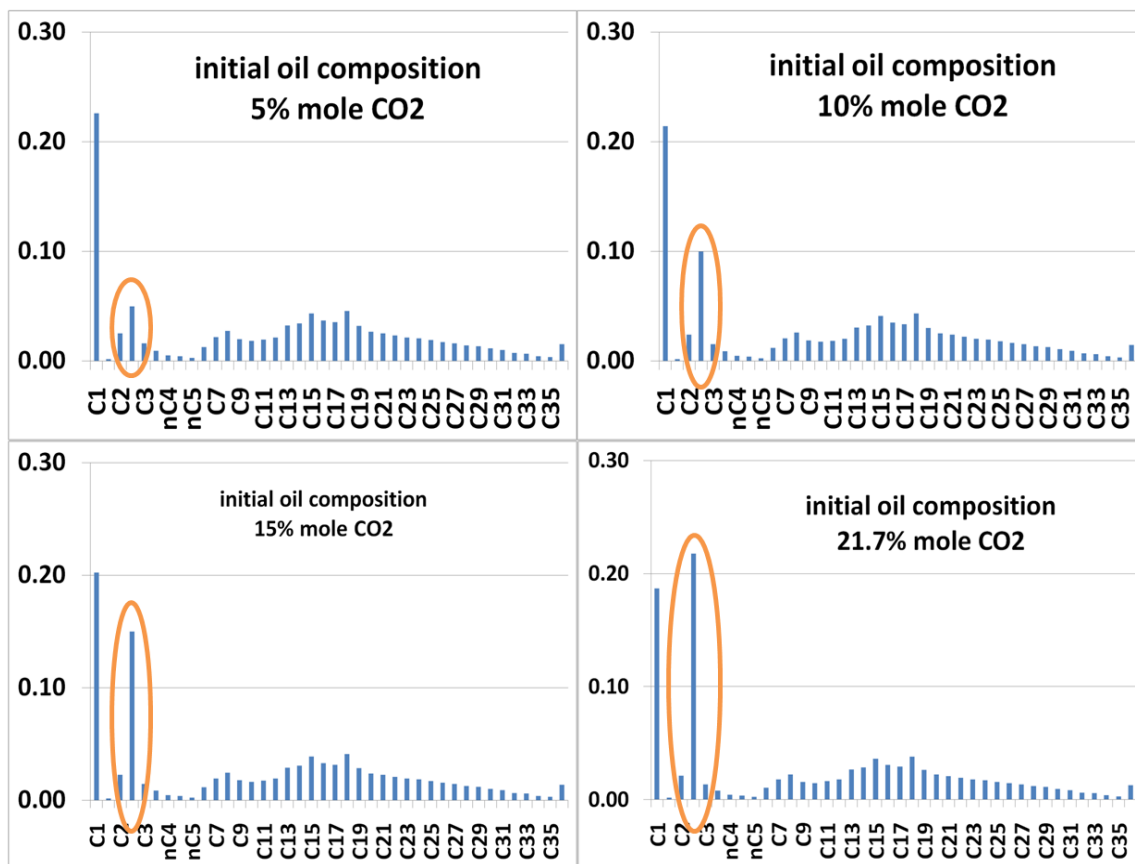 0.30
initial oil composition
5% mole CO2
0.20
0.10
0.00
C1 C2 C3 nC4 nC5 C7 C9 C11 C13 C15 C17 C19 C21 C23 C25 C27 C29 C31 C33 C35
0.30
initial oil composition
10% mole CO2
0.20
0.10
0.00
C1 C2 C3 nC4 nC5 C7 C9 C11 C13 C15 C17 C19 C21 C23 C25 C27 C29 C31 C33 C35
0.30
initial oil composition
15% mole CO2
0.20
0.10
0.00
C1 C2 C3 nC4 nC5 C7 C9 C11 C13 C15 C17 C19 C21 C23 C25 C27 C29 C31 C33 C35
0.30
initial oil composition
21.7% mole CO2
0.20
0.10
0.00
C1 C2 C3 nC4 nC5 C7 C9 C11 C13 C15 C17 C19 C21 C23 C25 C27 C29 C31 C33 C35